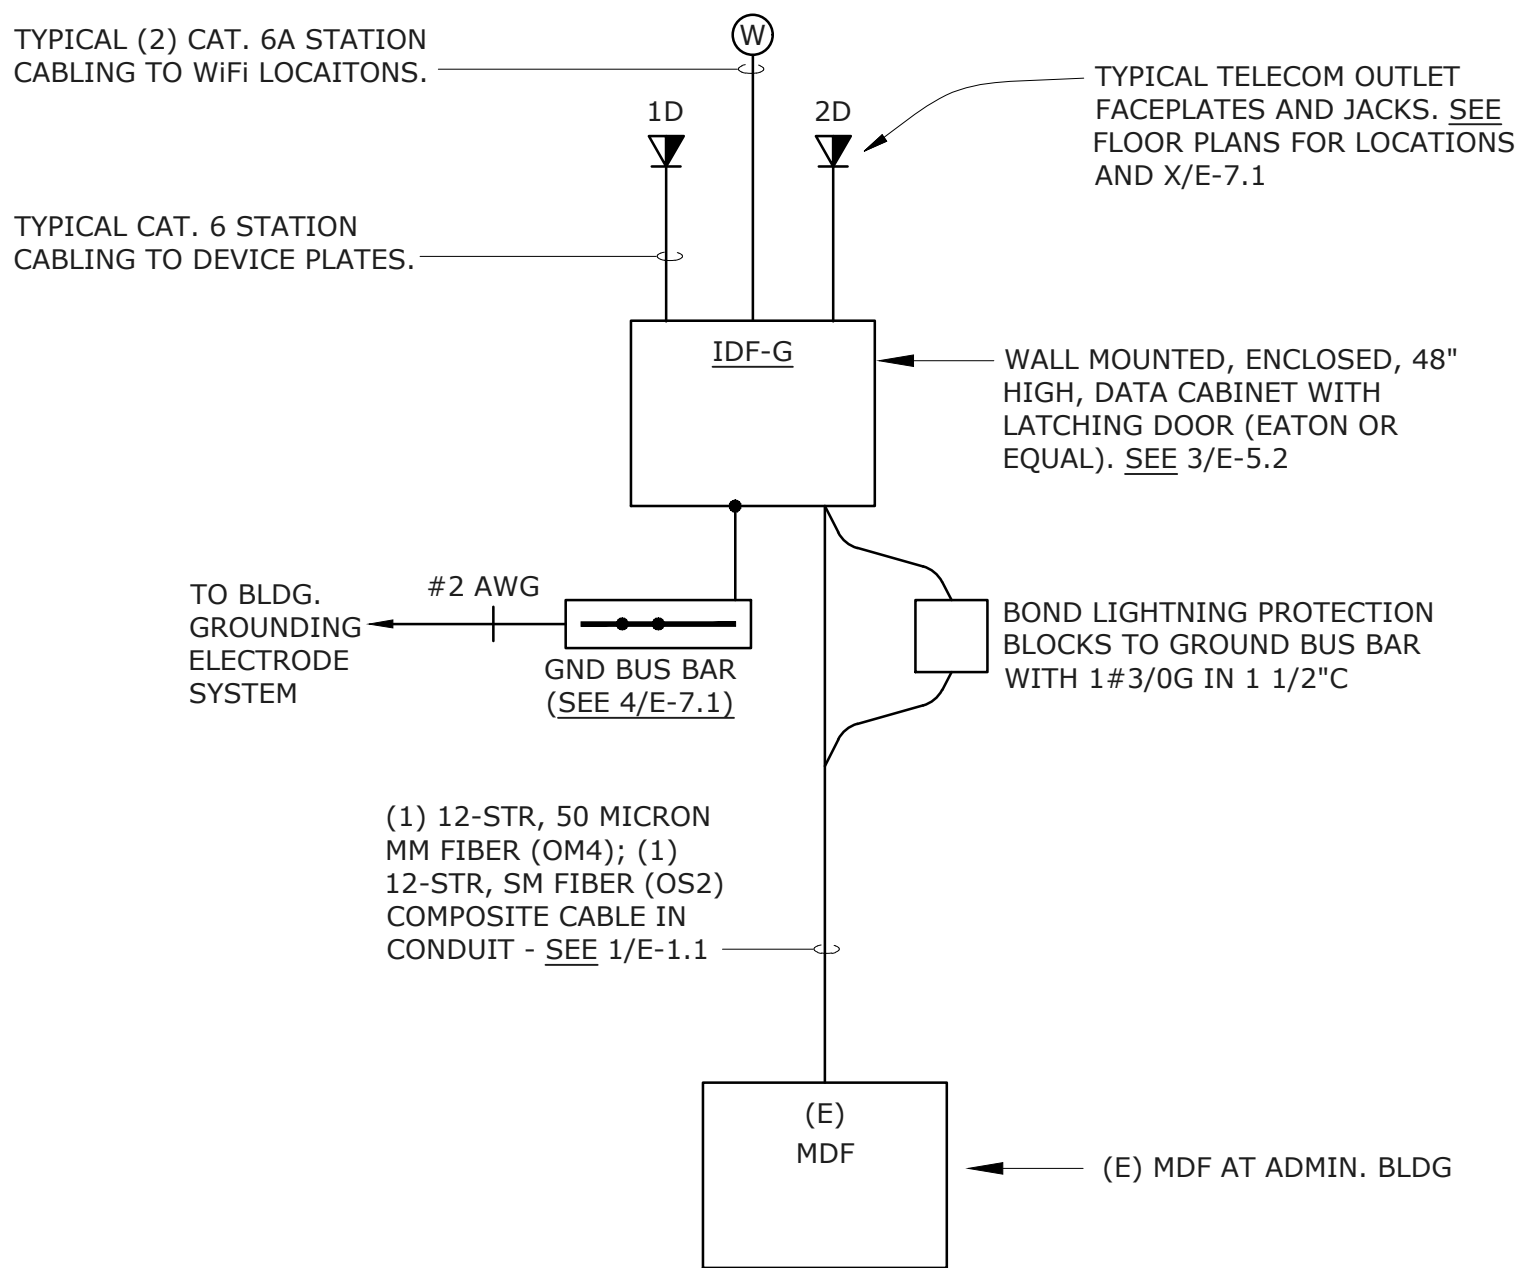 W
TYPICAL (2) CAT. 6A STATION
CABLING TO WiFi LOCAITONS.
TYPICAL TELECOM OUTLET
FACEPLATES AND JACKS. SEE
FLOOR PLANS FOR LOCATIONS
AND X/E-7.1
1D
2D
TYPICAL CAT. 6 STATION
CABLING TO DEVICE PLATES.
IDF-G
WALL MOUNTED, ENCLOSED, 48"
HIGH, DATA CABINET WITH
LATCHING DOOR (EATON OR
EQUAL). SEE 3/E-5.2
TO BLDG.
GROUNDING
ELECTRODE
SYSTEM
#2 AWG
GND BUS BAR
(SEE 4/E-7.1)
BOND LIGHTNING PROTECTION
BLOCKS TO GROUND BUS BAR
WITH 1#3/0G IN 1 1/2"C
(1) 12-STR, 50 MICRON
MM FIBER (OM4); (1)
12-STR, SM FIBER (OS2)
COMPOSITE CABLE IN
CONDUIT - SEE 1/E-1.1
(E)
MDF
(E) MDF AT ADMIN. BLDG